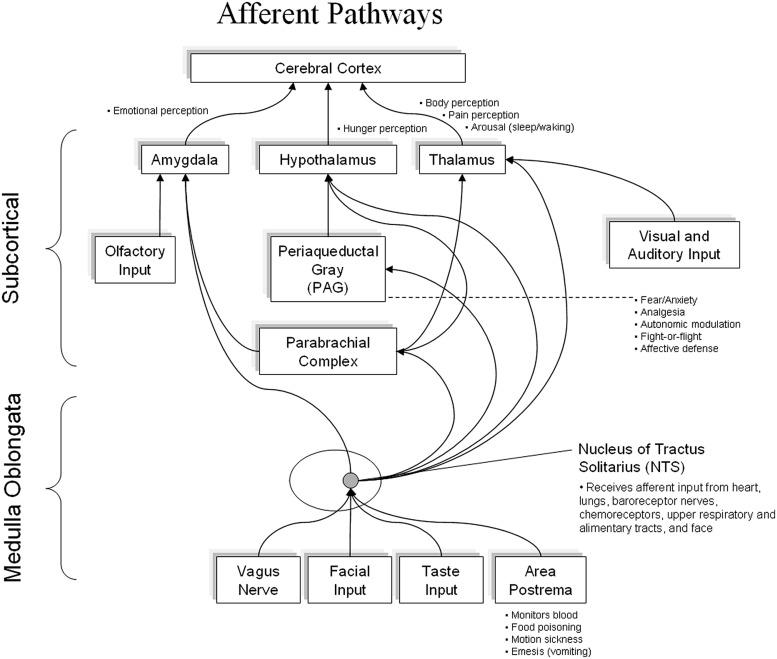 Afferent Pathways
Cerebral Cortex
• Emotional perception
• Hunger perception
• Body perception
• Pain perception
• Arousal (sleep/waking)
Subcortical
Amygdala
Hypothalamus
Thalamus
Olfactory
Input
Periaqueductal
Gray
(PAG)
Visual and
Auditory Input
• Fear/Anxiety
• Analgesia
• Autonomic modulation
• Fight-or-flight
• Affective defense
Parabrachial
Complex
Medulla Oblongata
Nucleus of Tractus
Solitarius (NTS)
• Receives afferent input from heart,
lungs, baroreceptor nerves,
chemoreceptors, upper respiratory and
alimentary tracts, and face
Vagus
Nerve
Facial
Input
Taste
Input
Area
Postrema
• Monitors blood
• Food poisoning
• Motion sickness
• Emesis (vomiting)